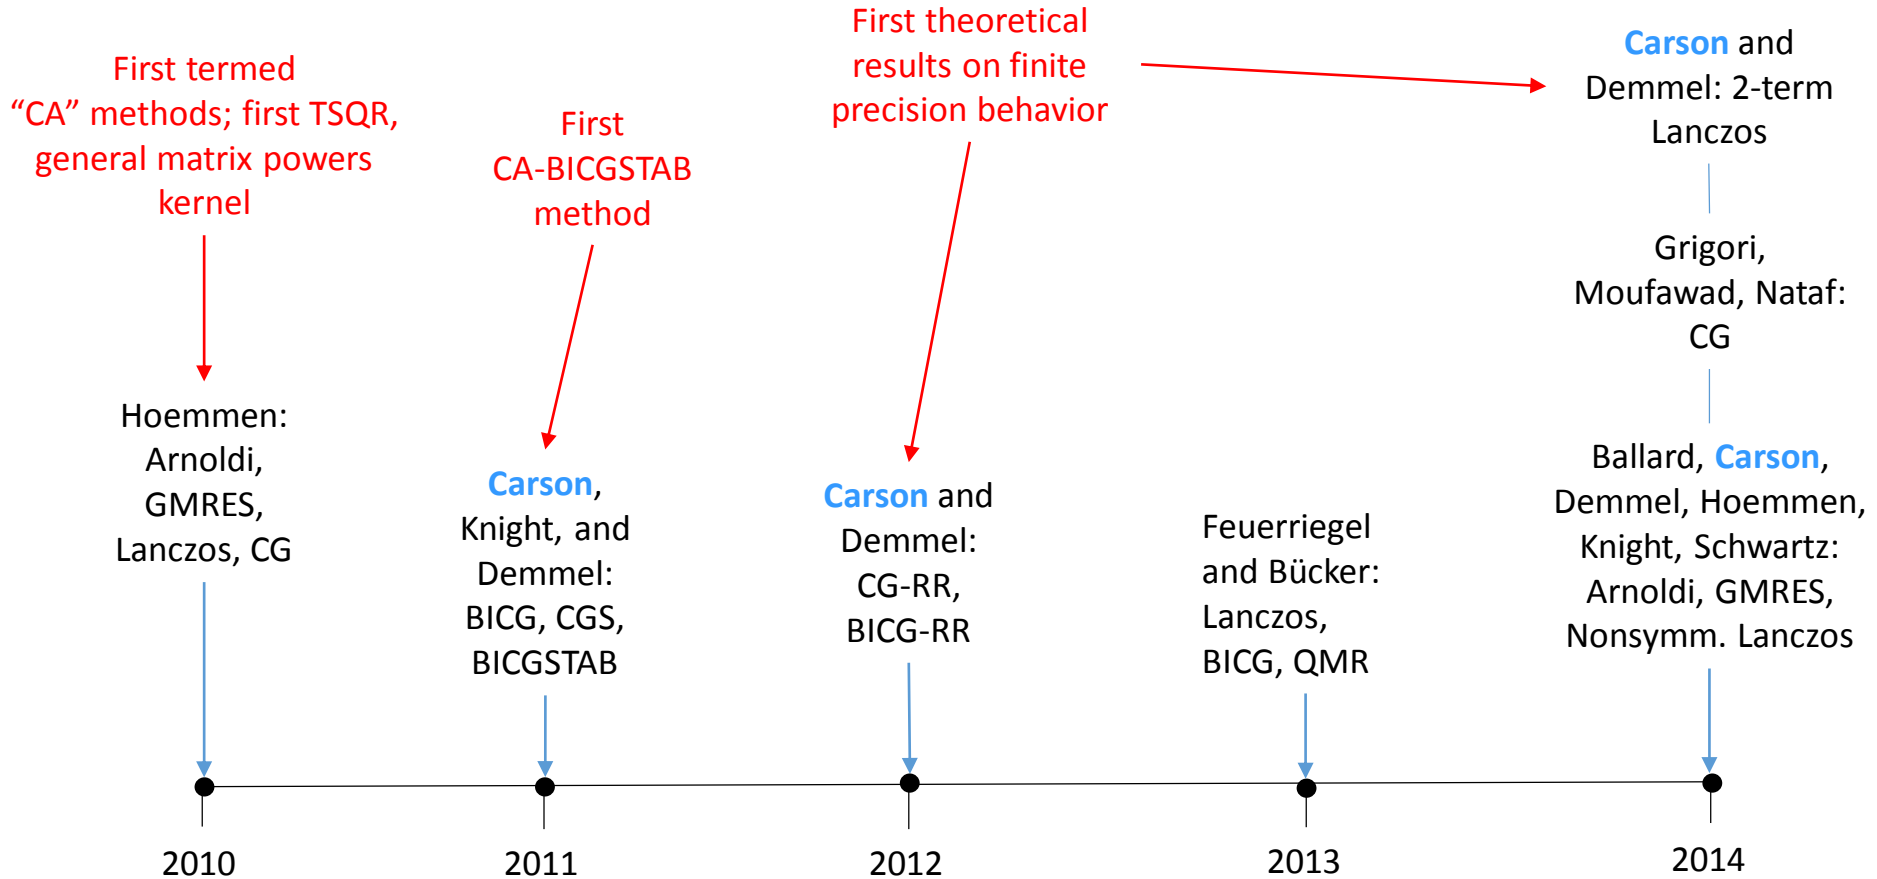 First termed
“CA” methods; first TSQR,
general matrix powers
kernel
First
CA-BICGSTAB
method
First theoretical
results on finite
precision behavior
Carson and
Demmel: 2-term
Lanczos
Grigori,
Moufawad, Nataf:
CG
Hoemmen:
Arnoldi,
GMRES,
Lanczos, CG
Carson,
Knight, and
Demmel:
BICG, CGS,
BICGSTAB
Carson and
Demmel:
CG-RR,
BICG-RR
Feuerriegel
and Bücker:
Lanczos,
BICG, QMR
Ballard, Carson,
Demmel, Hoemmen,
Knight, Schwartz:
Arnoldi, GMRES,
Nonsymm. Lanczos
2010
2011
2012
2013
2014